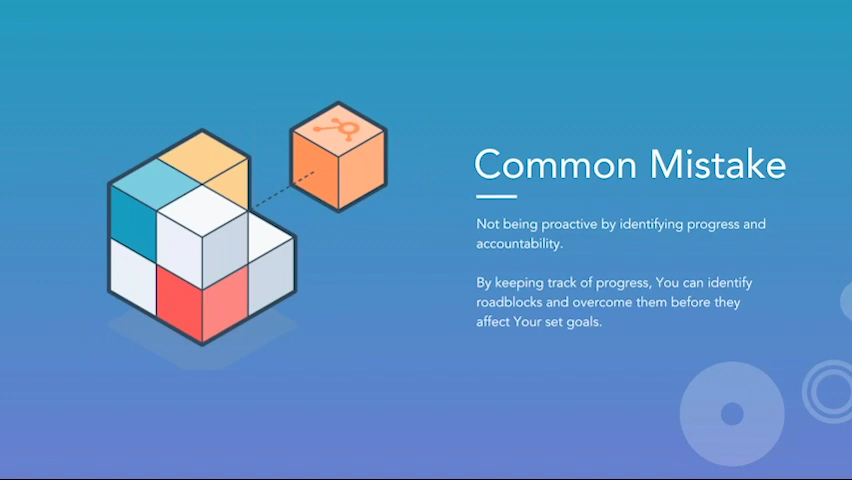 Common Mistake
Not being proactive by identifying progress and
accountability.
By keeping track of progress, You can identify
roadblocks and overcome them before they
affect Your set goals.